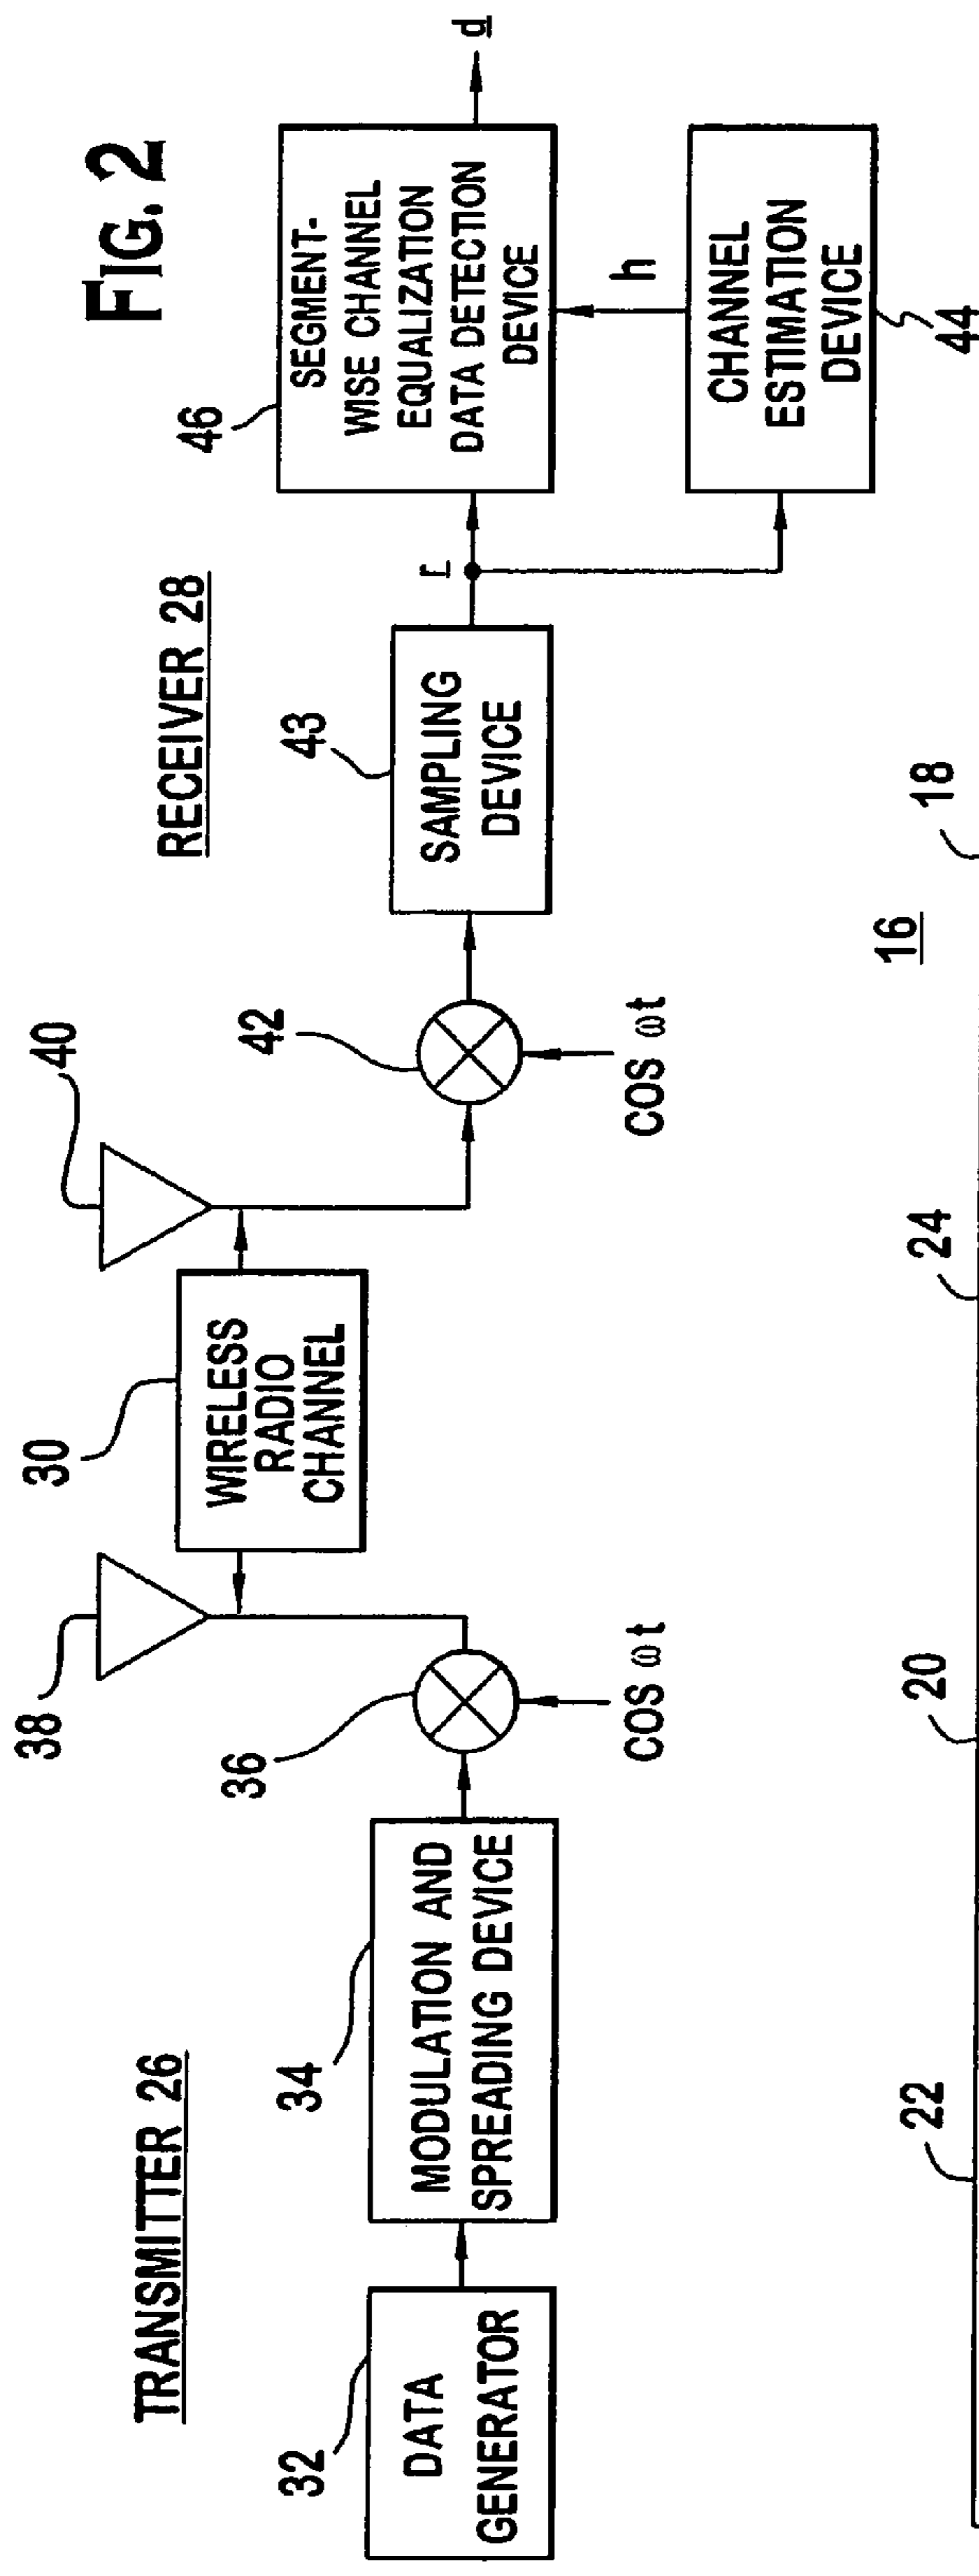 FIG. 2
TRANSMITTER 26
RECEIVER 28
38
40
30
WIRELESS
RADIO
CHANNEL
32
DATA
GENERATOR
34
MODULATION AND
SPREADING DEVICE
36
COS ωt
42
COS ωt
43
SAMPLING
DEVICE
r
46
SEGMENT-
WISE CHANNEL
EQUALIZATION
DATA DETECTION
DEVICE
d
h
CHANNEL
ESTIMATION
DEVICE
44
16
18
22
20
24